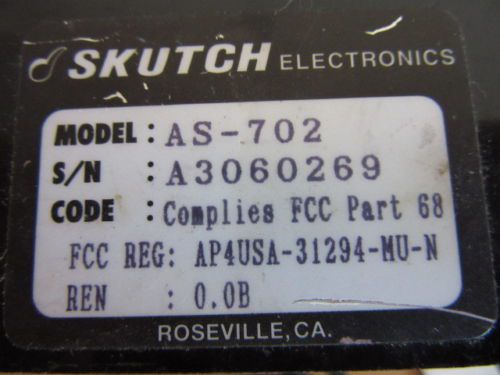 SKUTCH ELECTRONICS
MODEL : AS-702
S/N : A3060269
CODE : Complies FCC Part 68
FCC REG: AP4USA-31294-MU-N
REN : 0.0B
ROSEVILLE, CA.